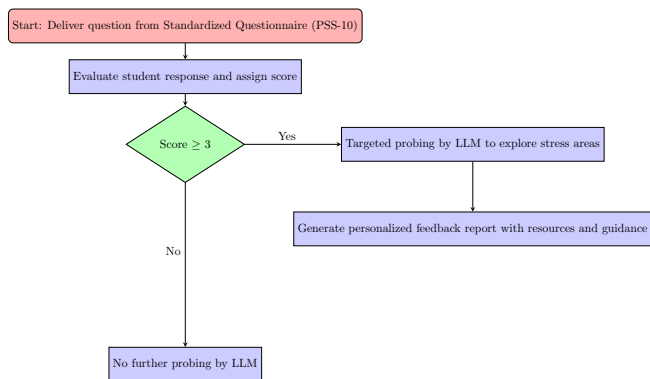 Start: Deliver question from Standardized Questionnaire (PSS-10)
Evaluate student response and assign score
Score ≥ 3
Yes
Targeted probing by LLM to explore stress areas
Generate personalized feedback report with resources and guidance
No
No further probing by LLM